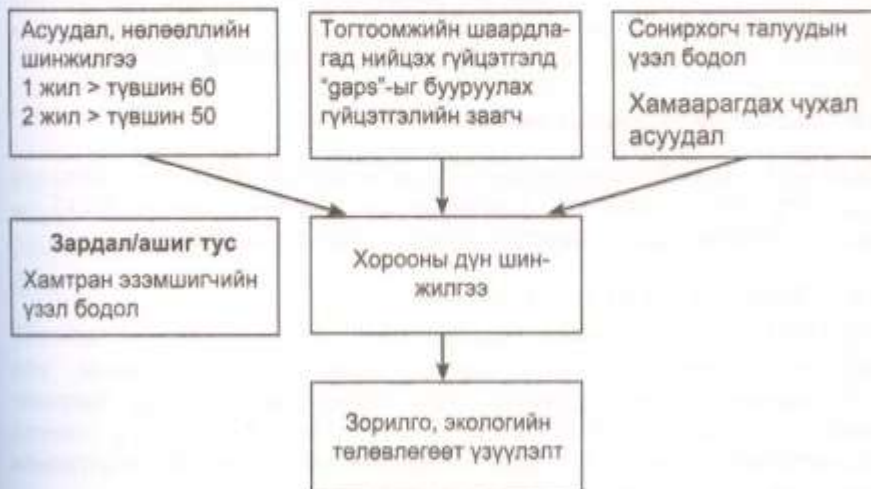 Асуудал, нөлөөллийн
шинжилгээ
1 жил > түвшин 60
2 жил > түвшин 50
Тогтоомжийн шаардла-
гад нийцэх гүйцэтгэлд
“gaps”-ыг бууруулах
гүйцэтгэлийн заагч
Сонирхогч талуудын
үзэл бодол
Хамаарагдах чухал
асуудал
Зардал/ашиг тус
Хамтран эзэмшигчийн
үзэл бодол
Хорооны дүн шин-
жилгээ
Зорилго, экологийн
төлөвлөгөөт үзүүлэлт